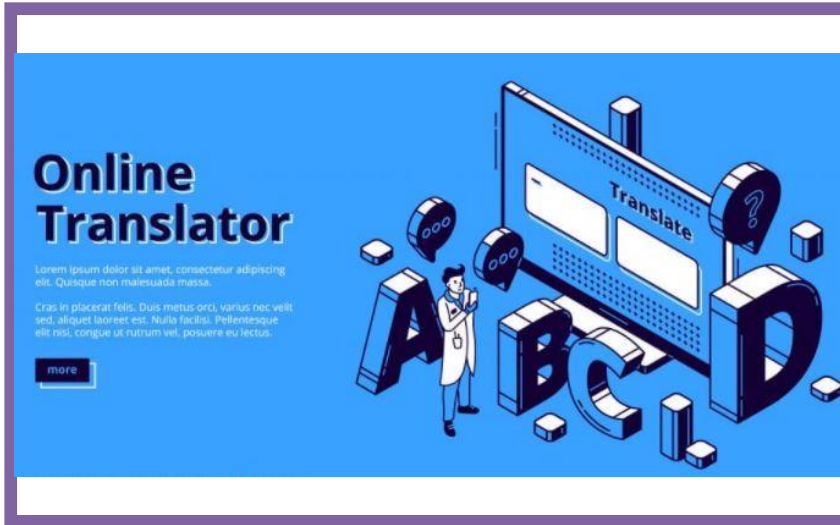 Online
Translator
Lorem ipsum dolor sit amet, consectetur adipiscing
elit. Quisque non malesuada massa.
Cras in placerat felis. Duis metus orci, varius nec velit
sed, aliquet laoreet est. Nulla facilisi. Pellentesque
elit nisi, congue ut rutrum vel, posuere eu lectus.
more
Translate
?
A
B
C
D